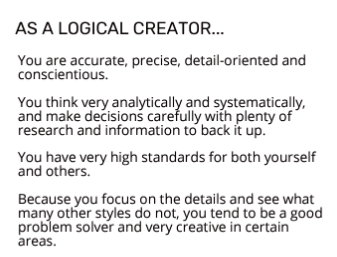 AS A LOGICAL CREATOR...
You are accurate, precise, detail-oriented and
conscientious.
You think very analytically and systematically,
and make decisions carefully with plenty of
research and information to back it up.
You have very high standards for both yourself
and others.
Because you focus on the details and see what
many other styles do not, you tend to be a good
problem solver and very creative in certain
areas.